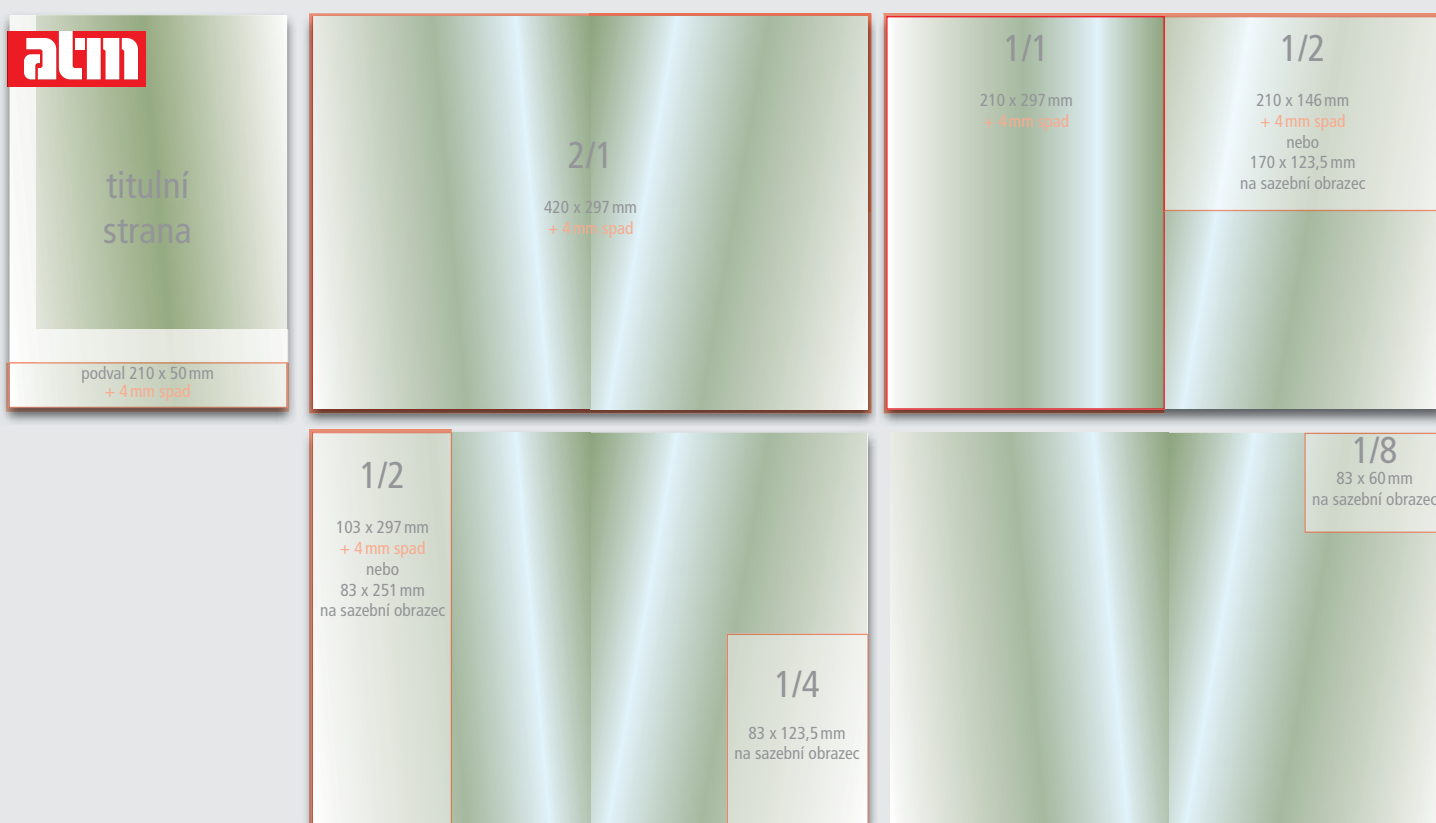 atm
titulní
strana
podval 210 x 50 mm
+ 4 mm spad
2/1
420 x 297 mm
+ 4 mm spad
1/1
210 x 297 mm
+ 4 mm spad
1/2
210 x 146 mm
+ 4 mm spad
nebo
170 x 123,5 mm
na sazební obrazec
1/2
103 x 297 mm
+ 4 mm spad
nebo
83 x 251 mm
na sazební obrazec
1/4
83 x 123,5 mm
na sazební obrazec
1/8
83 x 60 mm
na sazební obrazec